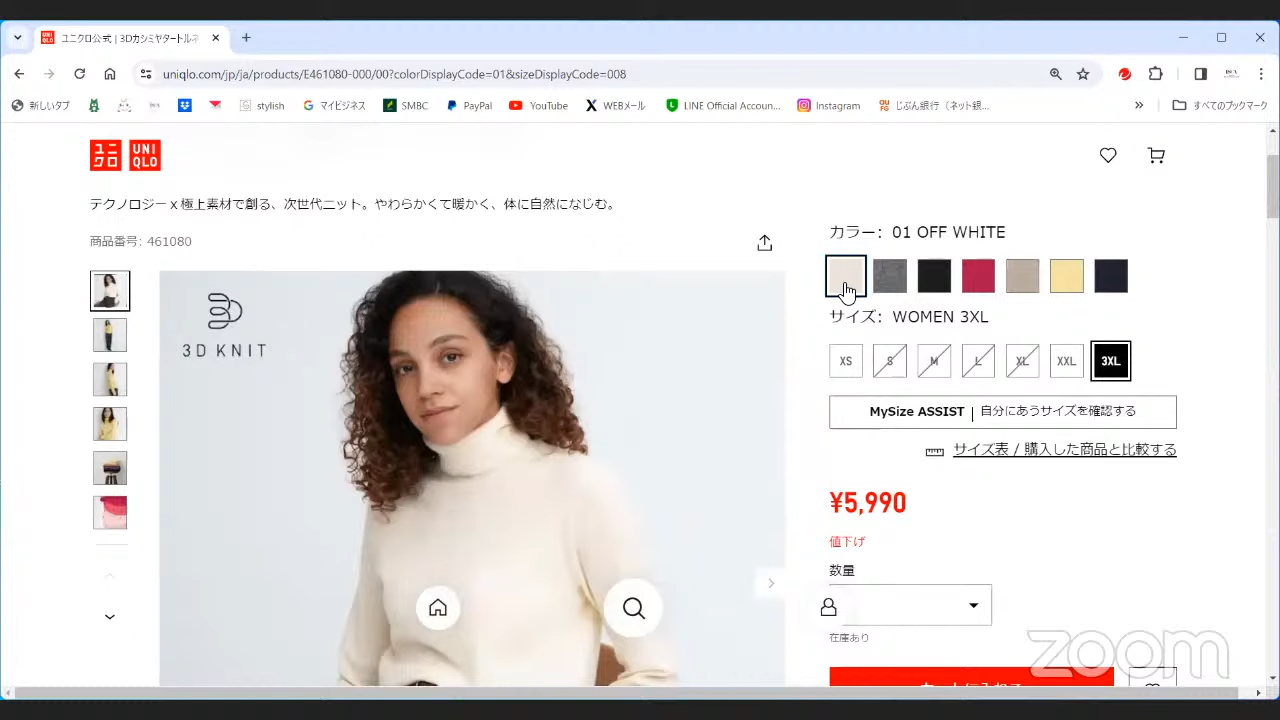 ユニクロ公式 | 3Dカシミヤタートルネ
uniqlo.com/jp/ja/products/E461080-000/00?colorDisplayCode=01&sizeDisplayCode=008
新しいタブ stylish マイビジネス SMBC PayPal YouTube WEBメール LINE Official Accoun... Instagram じぶん銀行（ネット銀... » すべてのブックマーク
ユニクロ UNIQLO
テクノロジー x 極上素材で創る、次世代ニット。やわらかくて暖かく、体に自然になじむ。
商品番号: 461080
3D KNIT
カラー: 01 OFF WHITE
サイズ: WOMEN 3XL
XS S M L XL XXL 3XL
MySize ASSIST | 自分にあうサイズを確認する
サイズ表 / 購入した商品と比較する
¥5,990
値下げ
数量
在庫あり
zoom